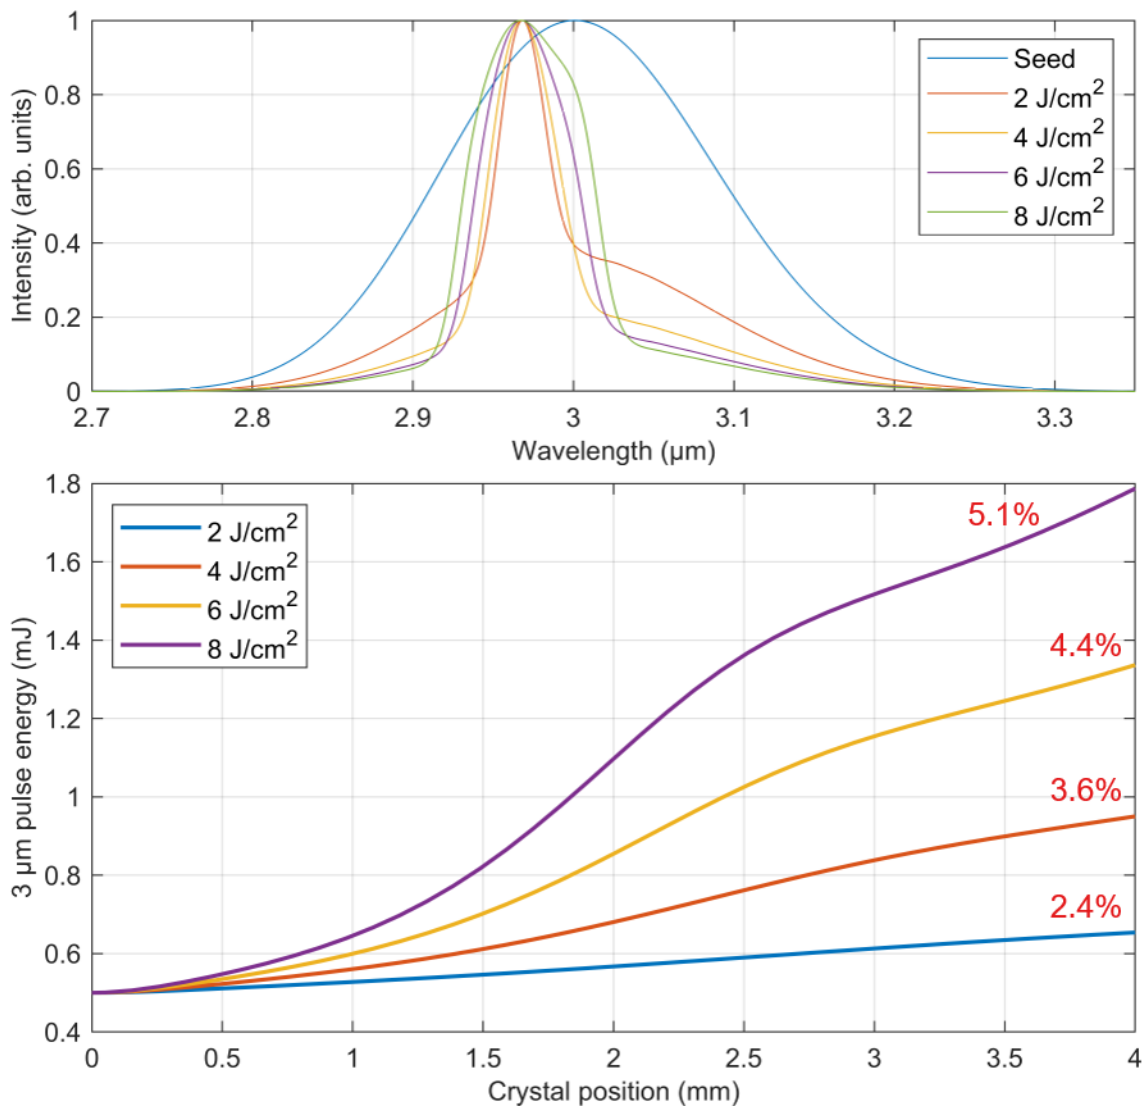 1
0.8
0.6
0.4
0.2
0
Intensity (arb. units)
Seed
2 J/cm²
4 J/cm²
6 J/cm²
8 J/cm²
2.7 2.8 2.9 3 3.1 3.2 3.3
Wavelength (µm)
1.8
1.6
1.4
1.2
1
0.8
0.6
0.4
3 µm pulse energy (mJ)
2 J/cm²
4 J/cm²
6 J/cm²
8 J/cm²
5.1%
4.4%
3.6%
2.4%
0 0.5 1 1.5 2 2.5 3 3.5 4
Crystal position (mm)